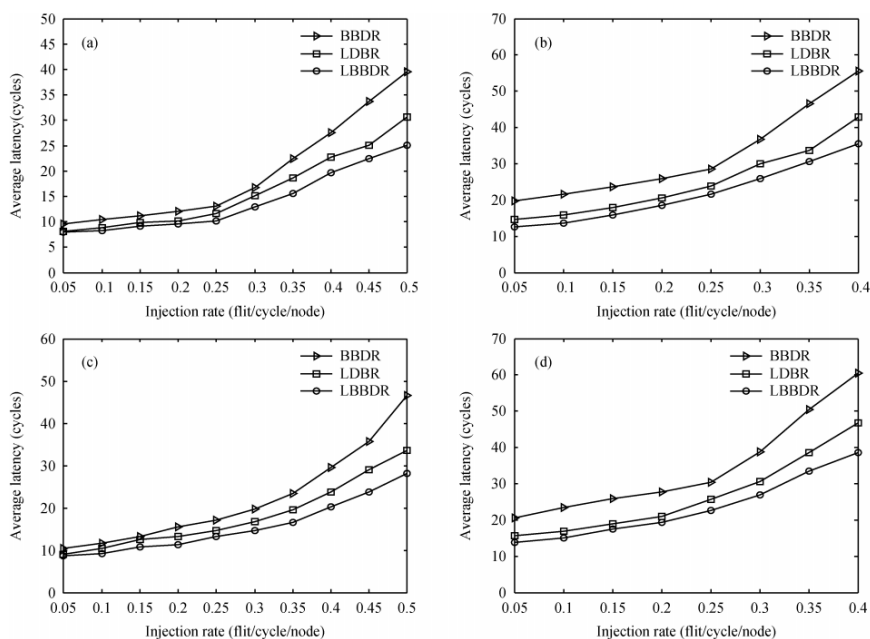 50
45
40
35
30
25
20
15
10
5
0
(a)
BBDR
LDBR
LBBDR
Average latency(cycles)
0.05 0.1 0.15 0.2 0.25 0.3 0.35 0.4 0.45 0.5
Injection rate (flit/cycle/node)
70
60
50
40
30
20
10
0
(b)
BBDR
LDBR
LBBDR
Average latency (cycles)
0.05 0.1 0.15 0.2 0.25 0.3 0.35 0.4
Injection rate (flit/cycle/node)
60
50
40
30
20
10
0
(c)
BBDR
LDBR
LBBDR
Average latency (cycles)
0.05 0.1 0.15 0.2 0.25 0.3 0.35 0.4 0.45 0.5
Injection rate (flit/cycle/node)
70
60
50
40
30
20
10
0
(d)
BBDR
LDBR
LBBDR
Average latency (cycles)
0.05 0.1 0.15 0.2 0.25 0.3 0.35 0.4
Injection rate (flit/cycle/node)